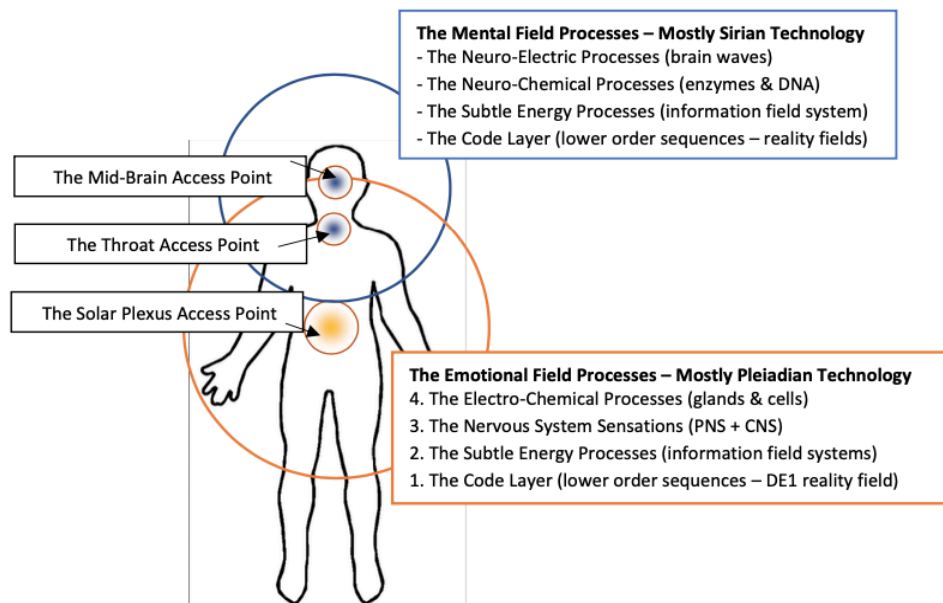 The Mental Field Processes – Mostly Sirian Technology
- The Neuro-Electric Processes (brain waves)
- The Neuro-Chemical Processes (enzymes & DNA)
- The Subtle Energy Processes (information field system)
- The Code Layer (lower order sequences – reality fields)
The Mid-Brain Access Point
The Throat Access Point
The Solar Plexus Access Point
The Emotional Field Processes – Mostly Pleiadian Technology
4. The Electro-Chemical Processes (glands & cells)
3. The Nervous System Sensations (PNS + CNS)
2. The Subtle Energy Processes (information field systems)
1. The Code Layer (lower order sequences – DE1 reality field)